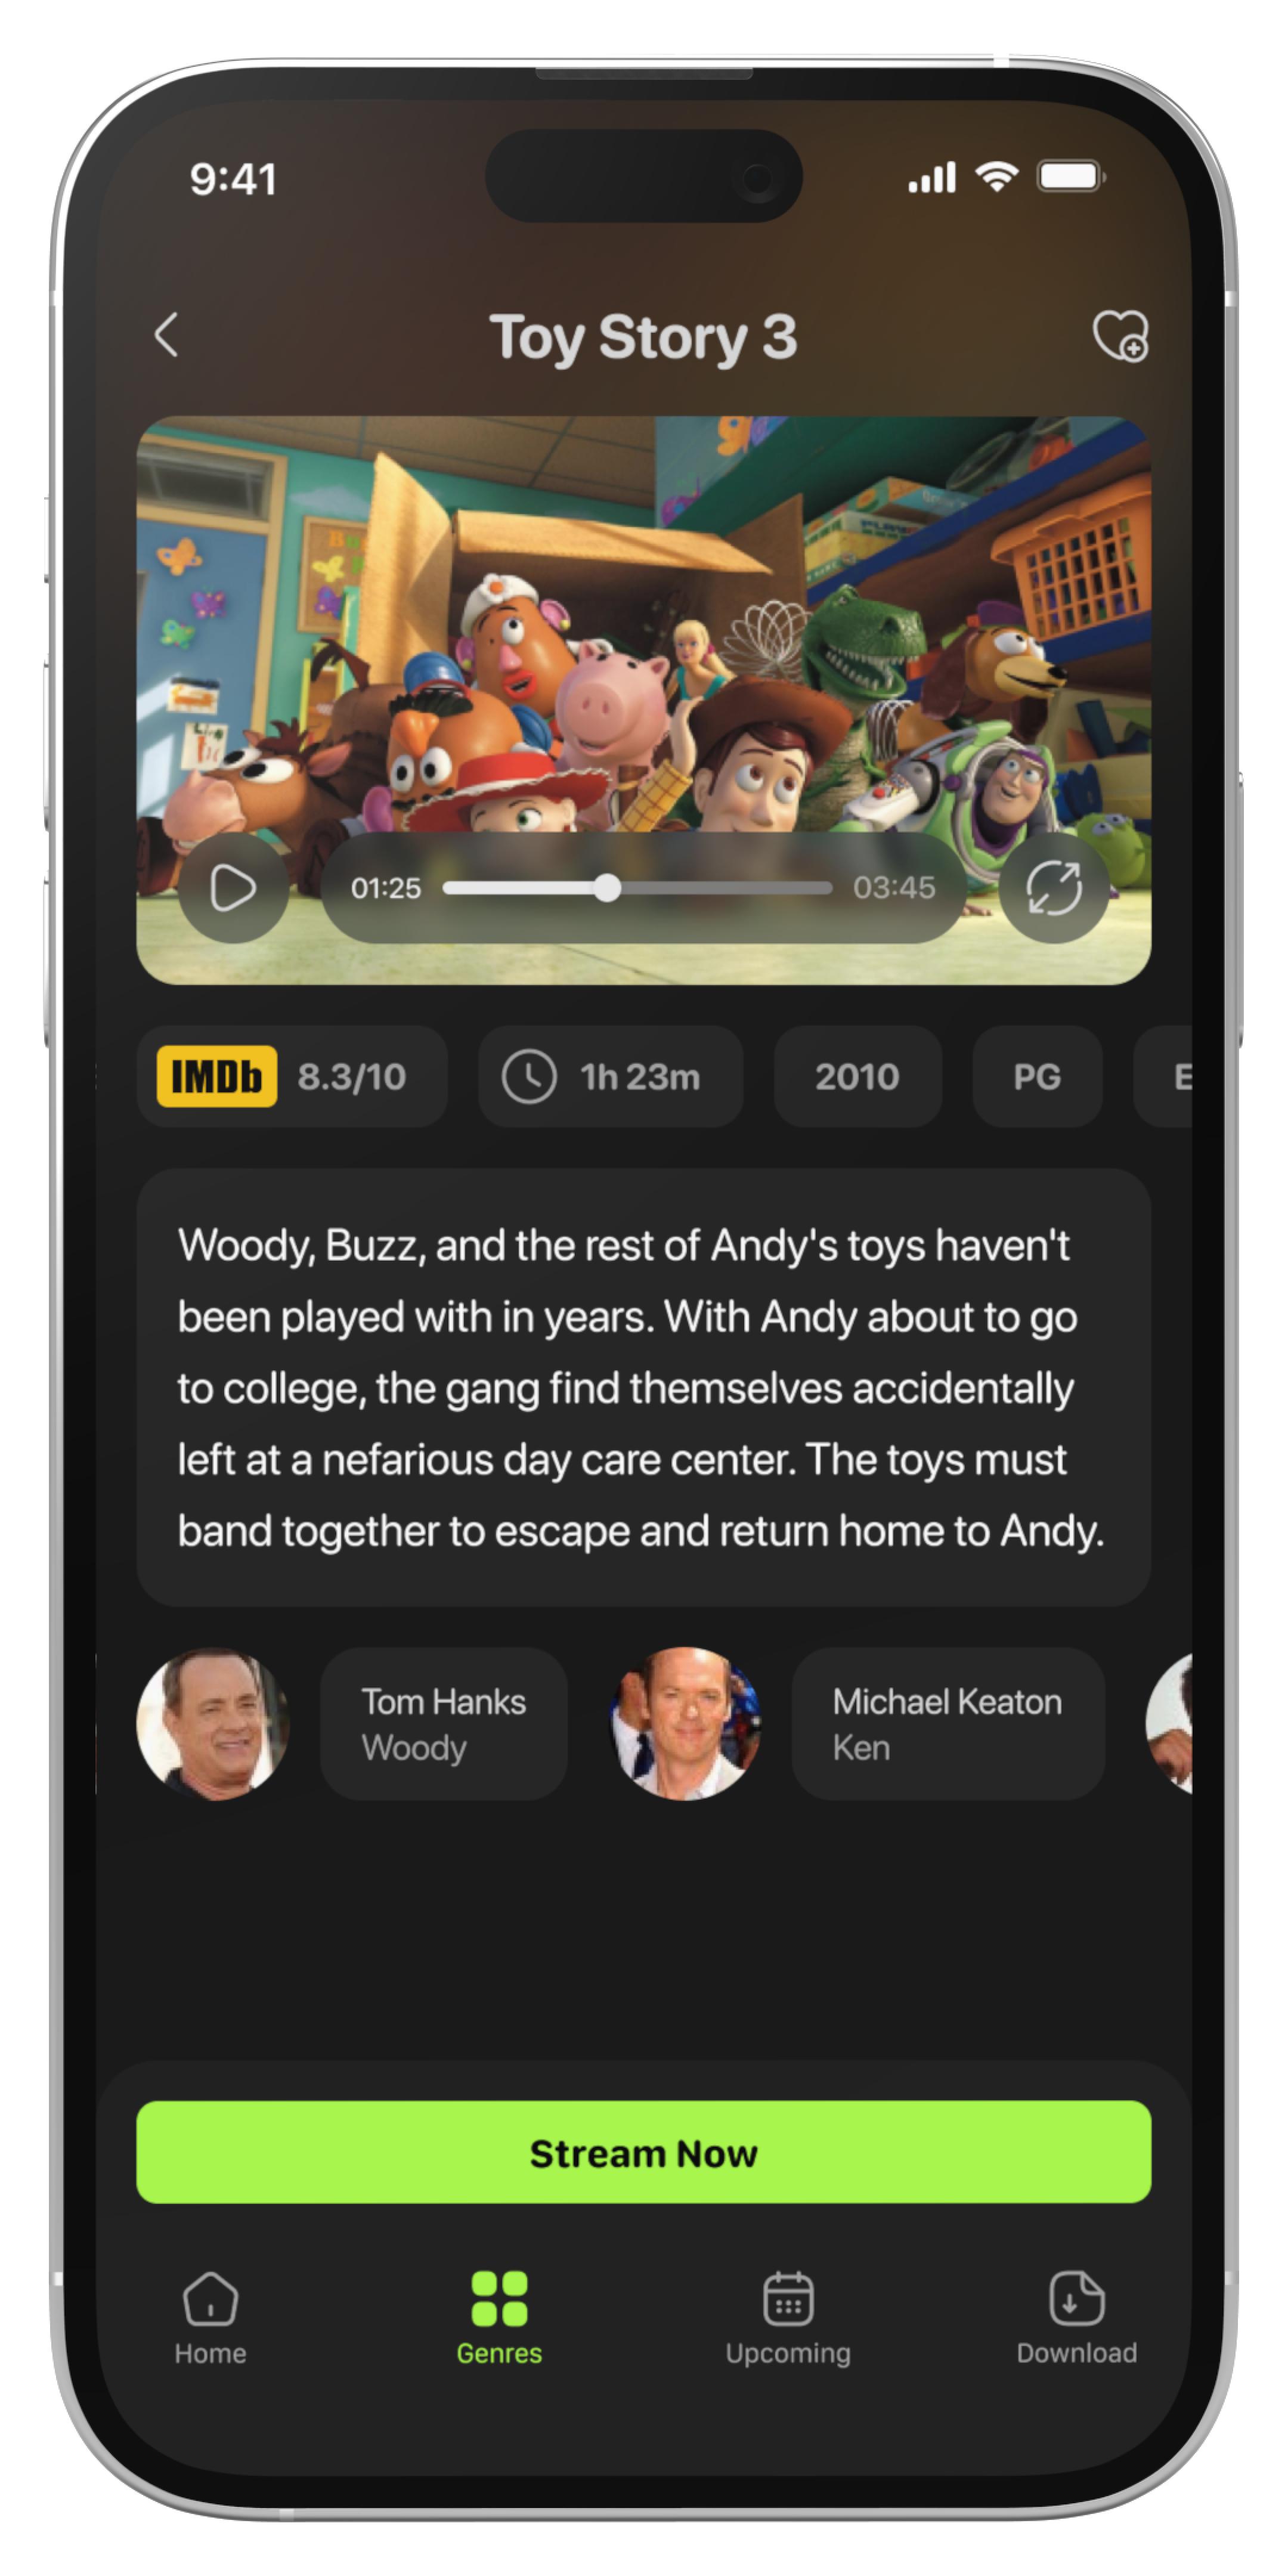 9:41
Toy Story 3
01:25
03:45
IMDb 8.3/10
1h 23m
2010
PG
Woody, Buzz, and the rest of Andy's toys haven't
been played with in years. With Andy about to go
to college, the gang find themselves accidentally
left at a nefarious day care center. The toys must
band together to escape and return home to Andy.
Tom Hanks
Woody
Michael Keaton
Ken
Stream Now
Home
Genres
Upcoming
Download